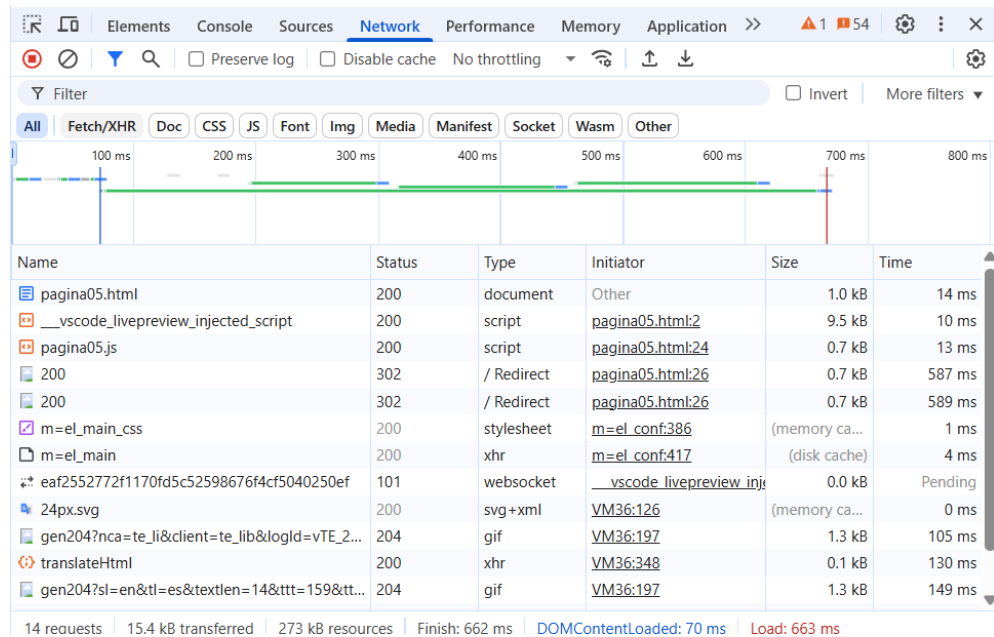 Elements Console Sources Network Performance Memory Application 1 54
Preserve log Disable cache No throttling
Filter Invert More filters
All Fetch/XHR Doc CSS JS Font Img Media Manifest Socket Wasm Other
100 ms 200 ms 300 ms 400 ms 500 ms 600 ms 700 ms 800 ms
Name Status Type Initiator Size Time
pagina05.html 200 document Other 1.0 kB 14 ms
___vscode_livepreview_injected_script 200 script pagina05.html:2 9.5 kB 10 ms
pagina05.js 200 script pagina05.html:24 0.7 kB 13 ms
200 302 / Redirect pagina05.html:26 0.7 kB 587 ms
200 302 / Redirect pagina05.html:26 0.7 kB 589 ms
m=el_main_css 200 stylesheet m=el_conf:386 (memory ca... 1 ms
m=el_main 200 xhr m=el_conf:417 (disk cache) 4 ms
eaf2552772f1170fd5c52598676f4cf5040250ef 101 websocket ___vscode_livepreview_inje 0.0 kB Pending
24px.svg 200 svg+xml VM36:126 (memory ca... 0 ms
gen204?nca=te_li&client=te_lib&logId=vTE_2... 204 gif VM36:197 1.3 kB 105 ms
translateHtml 200 xhr VM36:348 0.1 kB 130 ms
gen204?sl=en&tl=es&textlen=14&ttt=159&tt... 204 gif VM36:197 1.3 kB 149 ms
14 requests 15.4 kB transferred 273 kB resources Finish: 662 ms DOMContentLoaded: 70 ms Load: 663 ms